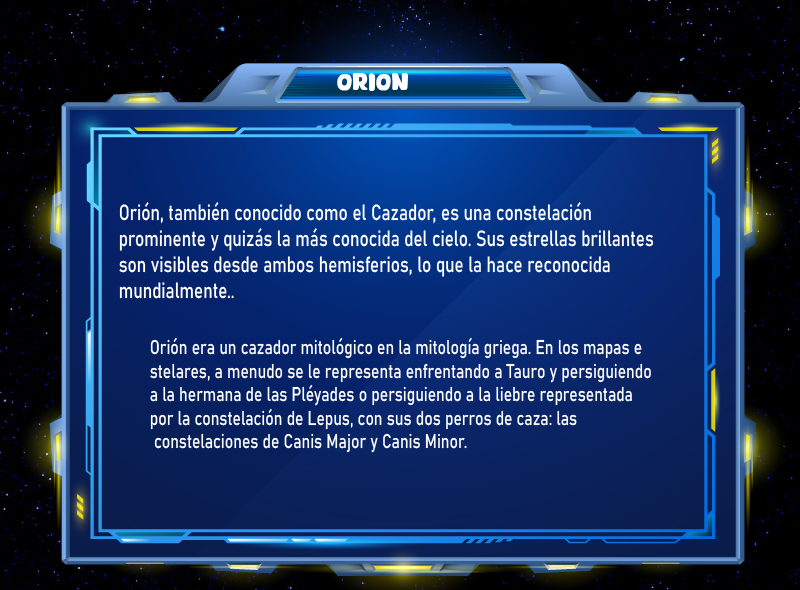 ORION
Orión, también conocido como el Cazador, es una constelación
prominente y quizás la más conocida del cielo. Sus estrellas brillantes
son visibles desde ambos hemisferios, lo que la hace reconocida
mundialmente..
Orión era un cazador mitológico en la mitología griega. En los mapas e
stelares, a menudo se le representa enfrentando a Tauro y persiguiendo
a la hermana de las Pléyades o persiguiendo a la liebre representada
por la constelación de Lepus, con sus dos perros de caza: las
constelaciones de Canis Major y Canis Minor.